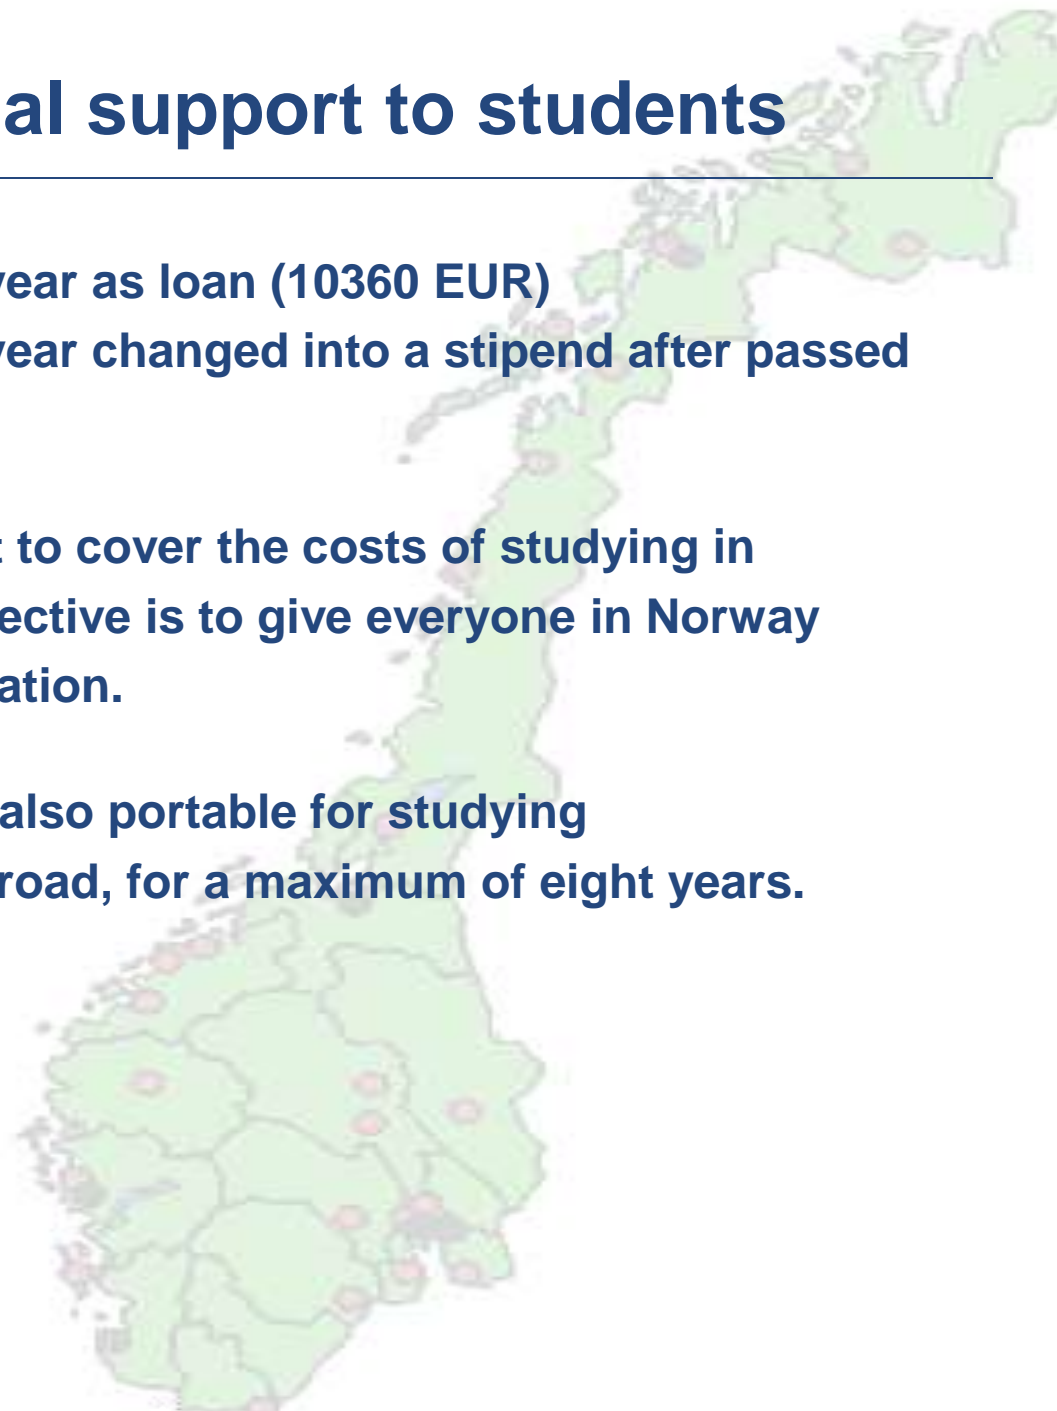 al support to students
year as loan (10360 EUR)
year changed into a stipend after passed
to cover the costs of studying in
ective is to give everyone in Norway
ation.
also portable for studying
road, for a maximum of eight years.